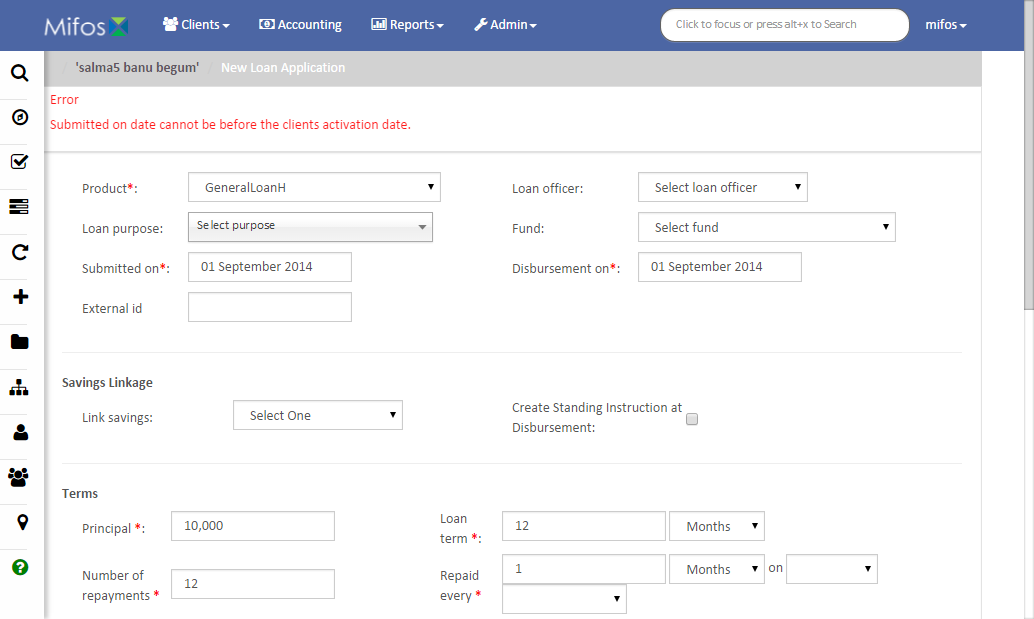 Mifos Clients Accounting Reports Admin Click to focus or press alt+x to Search mifos
/ 'salma5 banu begum' / New Loan Application
Error
Submitted on date cannot be before the clients activation date.
Product*: GeneralLoanH Loan officer: Select loan officer
Loan purpose: Select purpose Fund: Select fund
Submitted on*: 01 September 2014 Disbursement on*: 01 September 2014
External id
Savings Linkage
Link savings: Select One Create Standing Instruction at
Disbursement:
Terms
Principal *: 10,000 Loan
term *: 12 Months
Number of
repayments * 12 Repaid
every * 1 Months on